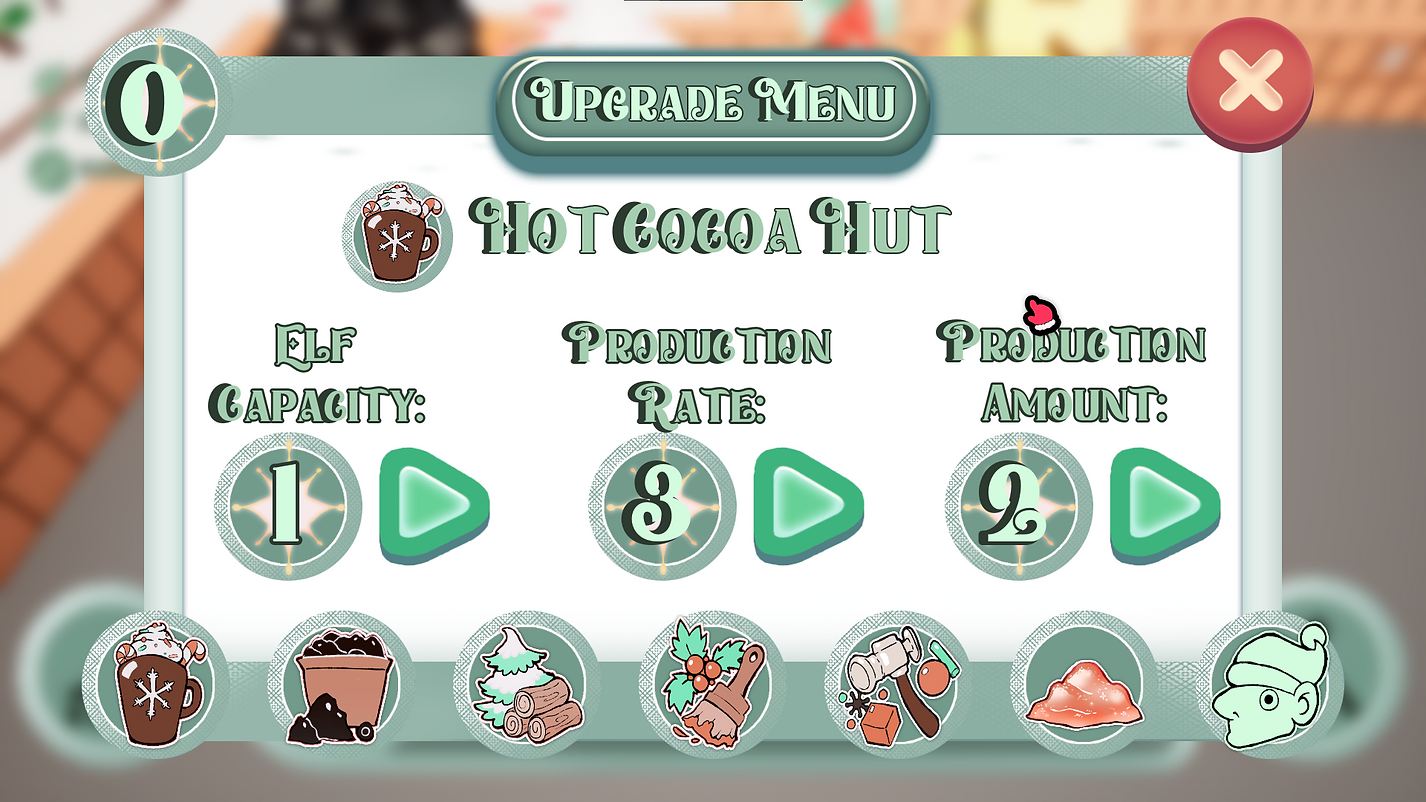 0
Upgrade Menu
Hot Cocoa Hut
Elf
Capacity:
1
Production
Rate:
3
Production
Amount:
2